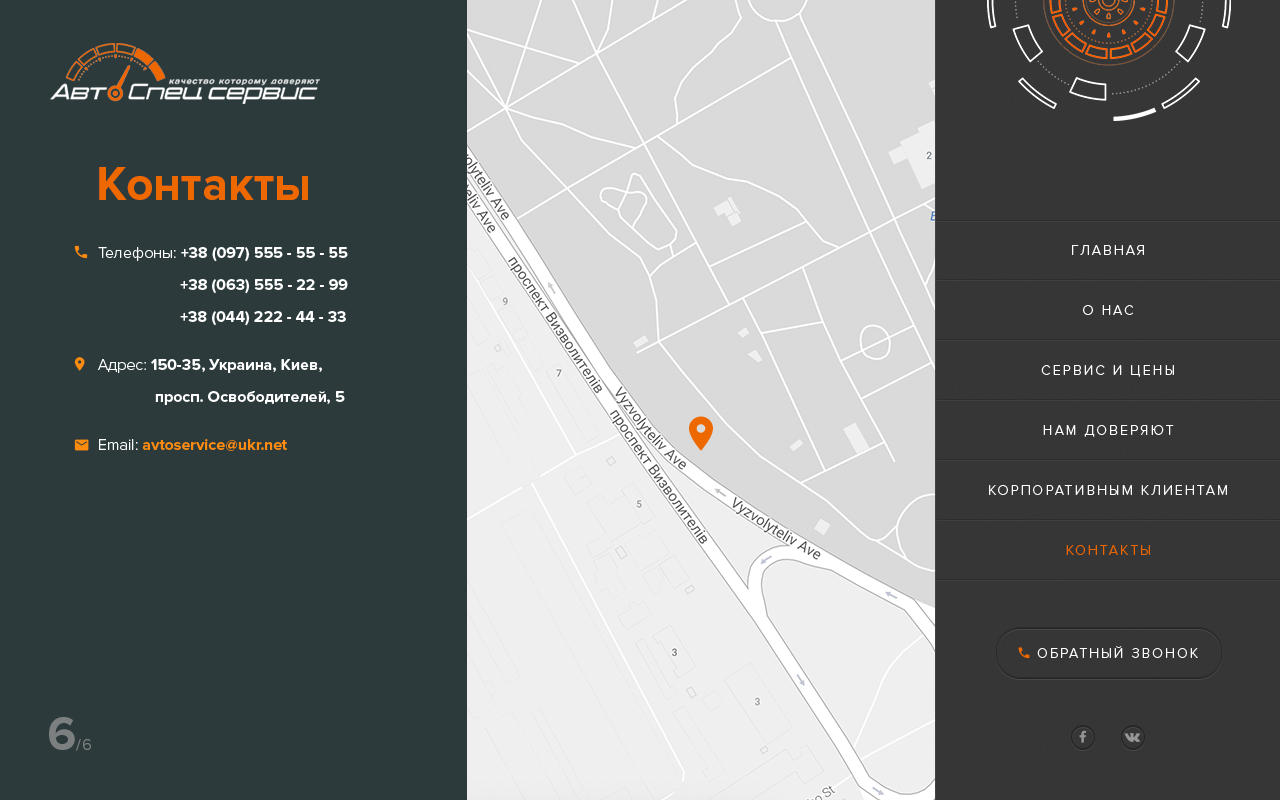 качество которому доверяют
Авто Спец сервис
Контакты
Телефоны: +38 (097) 555 - 55 - 55
+38 (063) 555 - 22 - 99
+38 (044) 222 - 44 - 33
Адрес: 150-35, Украина, Киев,
просп. Освободителей, 5
Email: avtoservice@ukr.net
6/6
volyteliv Ave
teliv Ave
проспект Визволителів
Vyzvolyteliv Ave
проспект Визволителів
Vyzvolyteliv Ave
2
9
7
5
3
3
St
ГЛАВНАЯ
О НАС
СЕРВИС И ЦЕНЫ
НАМ ДОВЕРЯЮТ
КОРПОРАТИВНЫМ КЛИЕНТАМ
КОНТАКТЫ
ОБРАТНЫЙ ЗВОНОК